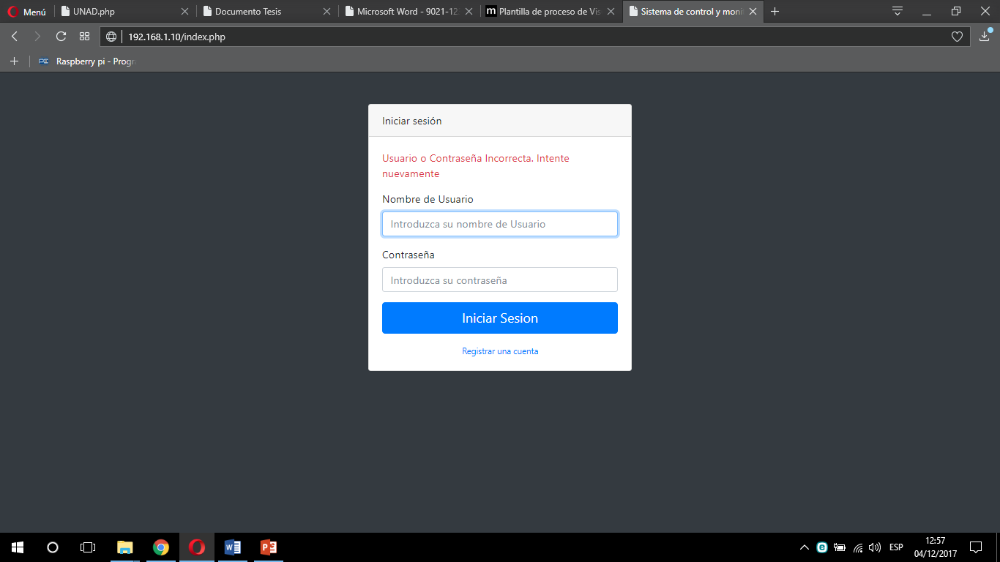 Menú
UNAD.php
Documento Tesis
Microsoft Word - 9021-12
Plantilla de proceso de Vis
Sistema de control y moni
192.168.1.10/index.php
Raspberry pi - Progr
Iniciar sesión
Usuario o Contraseña Incorrecta. Intente
nuevamente
Nombre de Usuario
Introduzca su nombre de Usuario
Contraseña
Introduzca su contraseña
Iniciar Sesion
Registrar una cuenta
ESP
12:57
04/12/2017